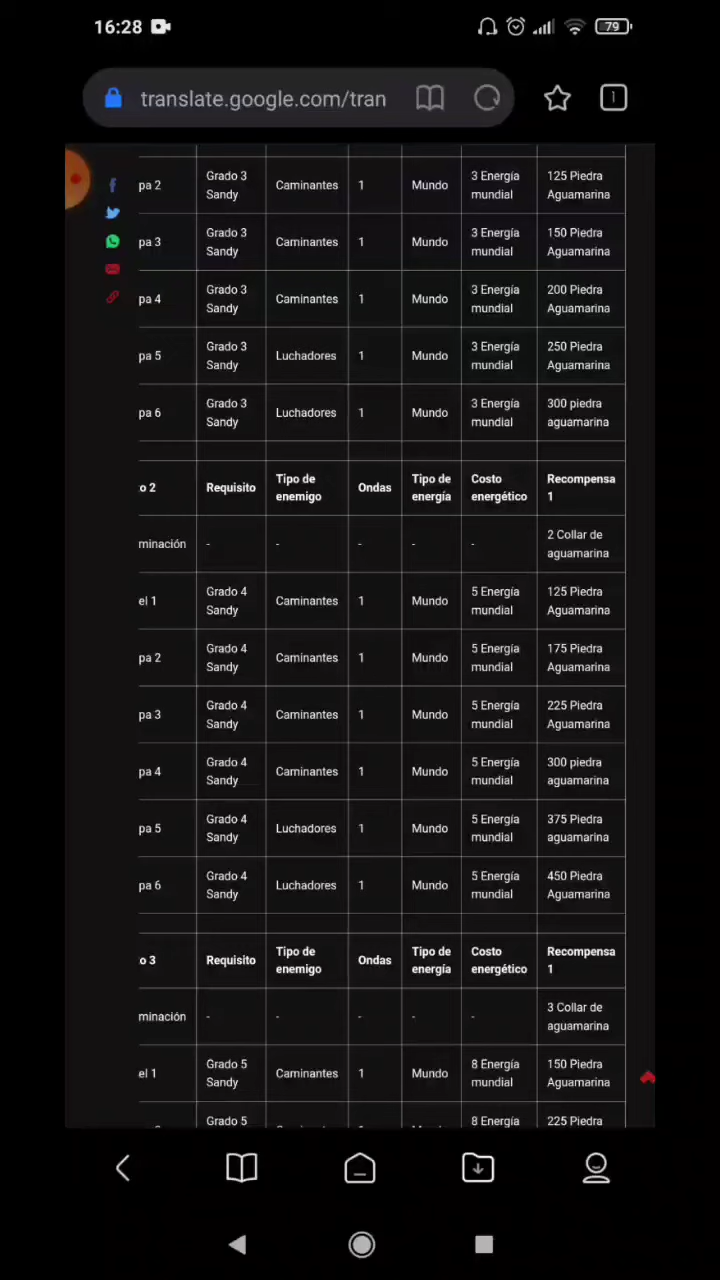 16:28
79
translate.google.com/tran
1
pa 2 Grado 3 Sandy Caminantes 1 Mundo 3 Energía mundial 125 Piedra Aguamarina
pa 3 Grado 3 Sandy Caminantes 1 Mundo 3 Energía mundial 150 Piedra Aguamarina
pa 4 Grado 3 Sandy Caminantes 1 Mundo 3 Energía mundial 200 Piedra Aguamarina
pa 5 Grado 3 Sandy Luchadores 1 Mundo 3 Energía mundial 250 Piedra Aguamarina
pa 6 Grado 3 Sandy Luchadores 1 Mundo 3 Energía mundial 300 piedra aguamarina
o 2 Requisito Tipo de enemigo Ondas Tipo de energía Costo energético Recompensa 1
minación - - - - - 2 Collar de aguamarina
el 1 Grado 4 Sandy Caminantes 1 Mundo 5 Energía mundial 125 Piedra Aguamarina
pa 2 Grado 4 Sandy Caminantes 1 Mundo 5 Energía mundial 175 Piedra Aguamarina
pa 3 Grado 4 Sandy Caminantes 1 Mundo 5 Energía mundial 225 Piedra Aguamarina
pa 4 Grado 4 Sandy Caminantes 1 Mundo 5 Energía mundial 300 piedra aguamarina
pa 5 Grado 4 Sandy Luchadores 1 Mundo 5 Energía mundial 375 Piedra aguamarina
pa 6 Grado 4 Sandy Luchadores 1 Mundo 5 Energía mundial 450 Piedra Aguamarina
o 3 Requisito Tipo de enemigo Ondas Tipo de energía Costo energético Recompensa 1
minación - - - - - 3 Collar de aguamarina
el 1 Grado 5 Sandy Caminantes 1 Mundo 8 Energía mundial 150 Piedra Aguamarina
Grado 5 8 Energía 225 Piedra